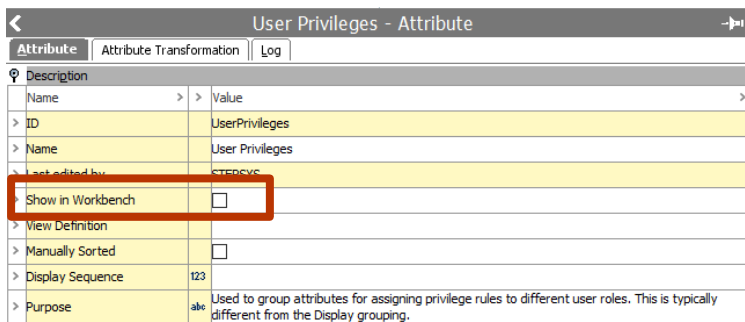 User Privileges - Attribute
Attribute Attribute Transformation Log
Description
Name > > Value >
> ID UserPrivileges
> Name User Privileges
> Last edited by STEPSYS
> Show in Workbench
> View Definition
> Manually Sorted
> Display Sequence 123
> Purpose abc Used to group attributes for assigning privilege rules to different user roles. This is typically
different from the Display grouping.